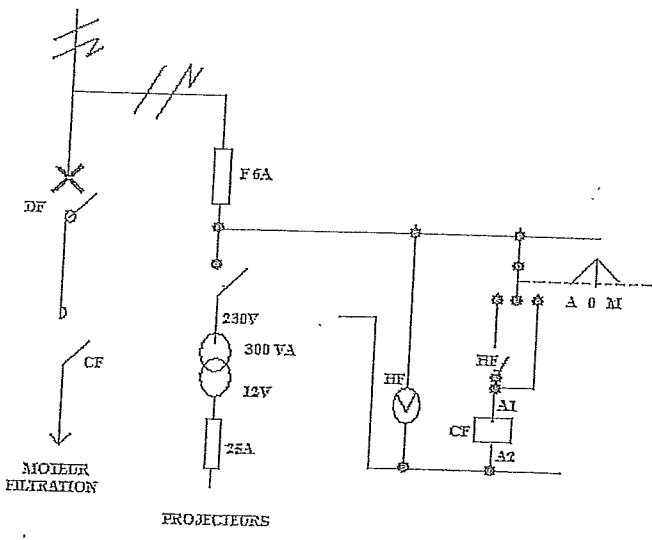 N
N
F 6A
DF
A 0 M
230V
300 VA
HF
HF
CF
12V
A1
CF
25A
A2
MOTEUR
FILTRATION
PROJECTEURS